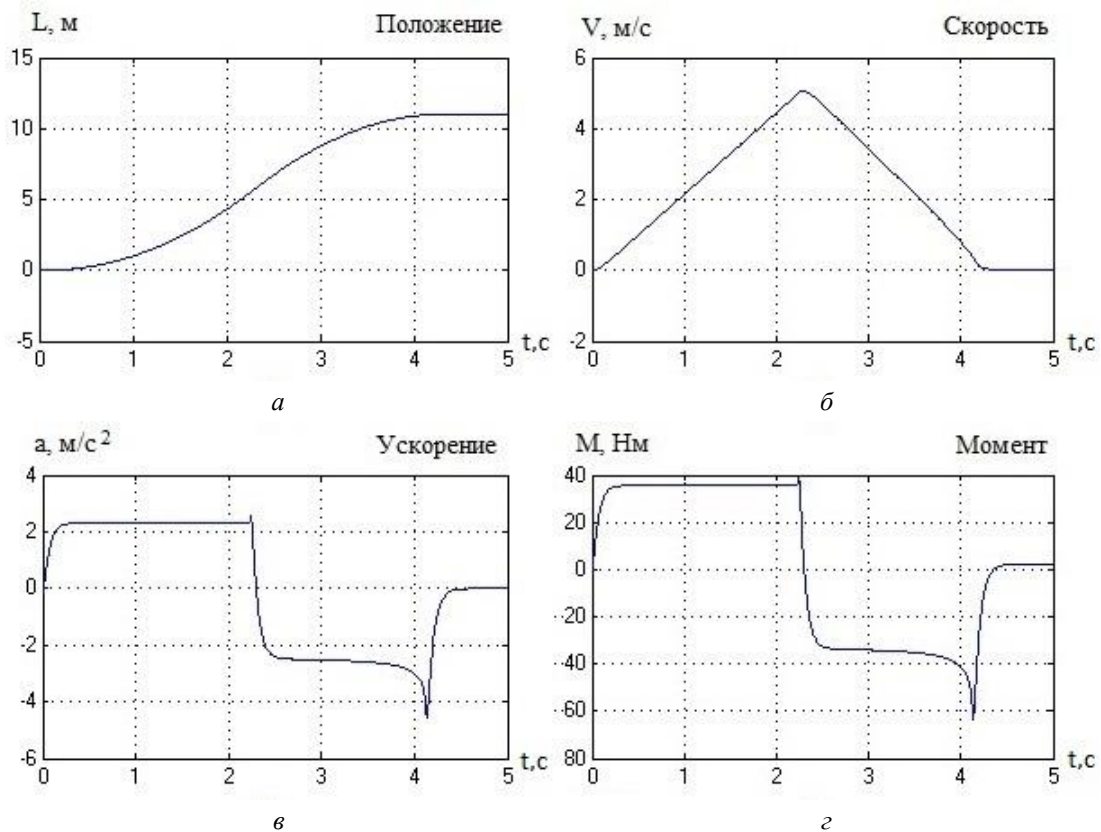 L, м Положение
15
10
5
0
-5
0 1 2 3 4 5 t,c
а
V, м/с Скорость
6
4
2
0
-2
0 1 2 3 4 5 t,c
б
a, м/с 2 Ускорение
4
2
0
-2
-4
-6
0 1 2 3 4 5 t,c
в
M, Нм Момент
40
20
0
-20
-40
-60
80
0 1 2 3 4 5 t,c
г